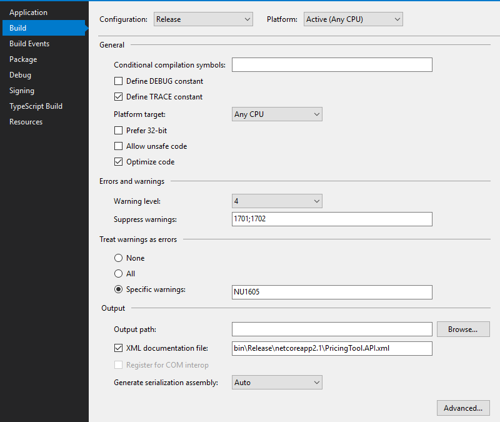 Application
Build
Build Events
Package
Debug
Signing
TypeScript Build
Resources
Configuration: Release Platform: Active (Any CPU)
General
Conditional compilation symbols:
Define DEBUG constant
Define TRACE constant
Platform target: Any CPU
Prefer 32-bit
Allow unsafe code
Optimize code
Errors and warnings
Warning level: 4
Suppress warnings: 1701;1702
Treat warnings as errors
None
All
Specific warnings: NU1605
Output
Output path: Browse...
XML documentation file: bin\Release\netcoreapp2.1\PricingTool.API.xml
Register for COM interop
Generate serialization assembly: Auto
Advanced...